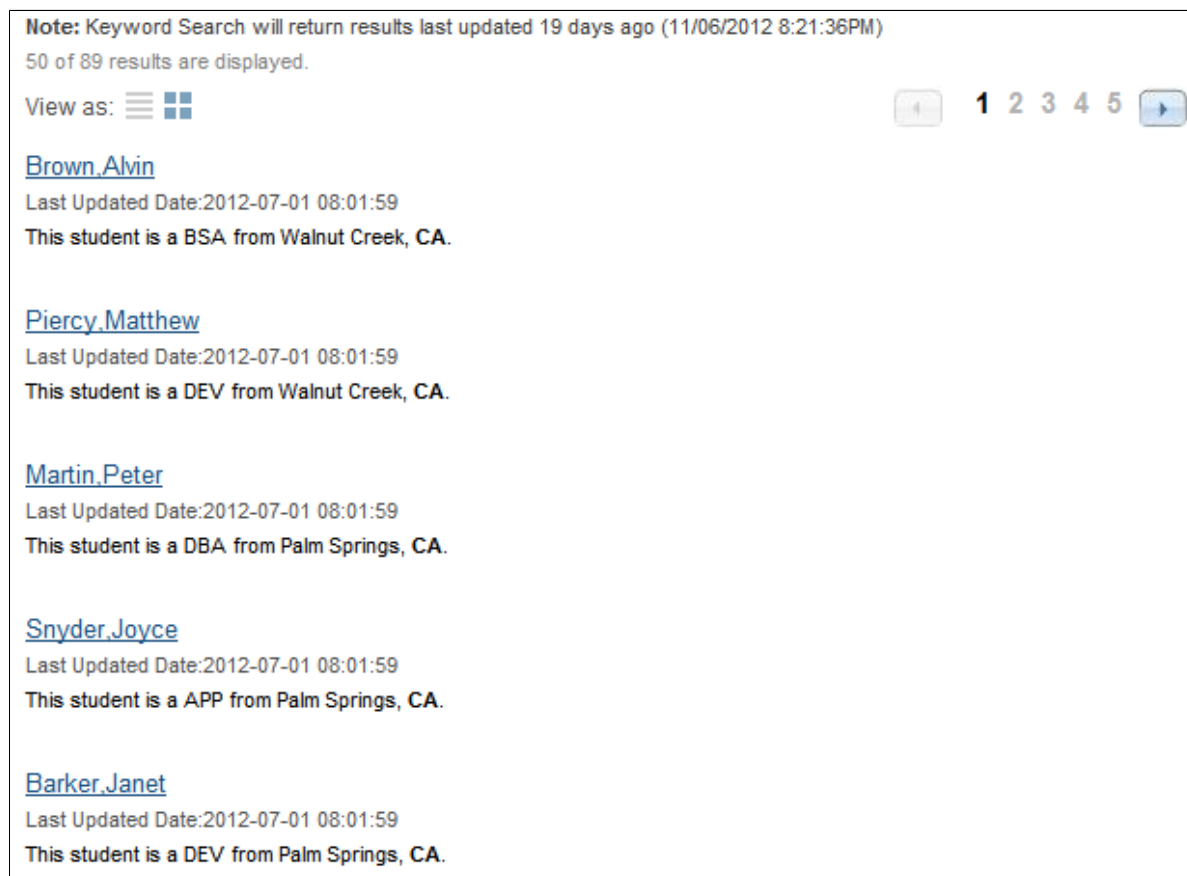 Note: Keyword Search will return results last updated 19 days ago (11/06/2012 8:21:36PM)
50 of 89 results are displayed.
View as: 1 2 3 4 5
Brown,Alvin
Last Updated Date:2012-07-01 08:01:59
This student is a BSA from Walnut Creek, CA.
Piercy,Matthew
Last Updated Date:2012-07-01 08:01:59
This student is a DEV from Walnut Creek, CA.
Martin,Peter
Last Updated Date:2012-07-01 08:01:59
This student is a DBA from Palm Springs, CA.
Snyder,Joyce
Last Updated Date:2012-07-01 08:01:59
This student is a APP from Palm Springs, CA.
Barker,Janet
Last Updated Date:2012-07-01 08:01:59
This student is a DEV from Palm Springs, CA.